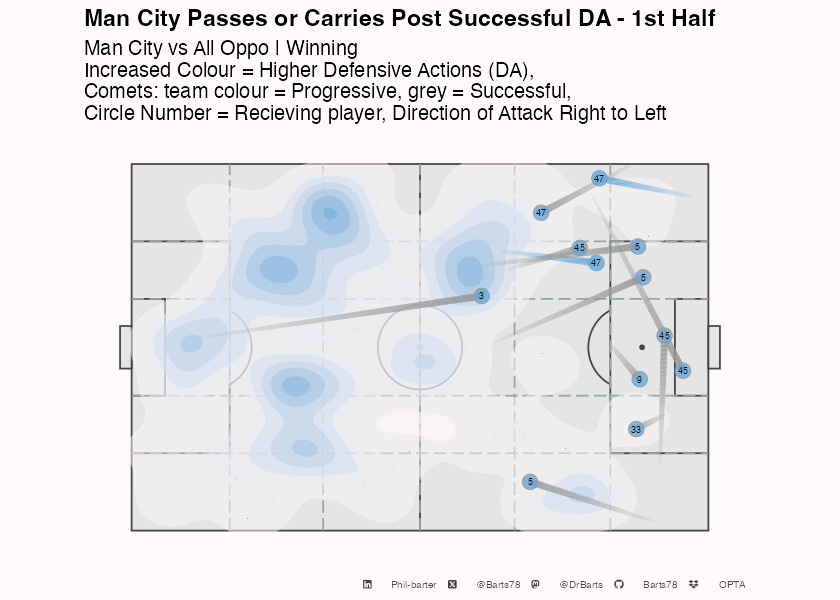 Man City Passes or Carries Post Successful DA - 1st Half
Man City vs All Oppo | Winning
Increased Colour = Higher Defensive Actions (DA),
Comets: team colour = Progressive, grey = Successful,
Circle Number = Recieving player, Direction of Attack Right to Left
47
47
45
5
47
5
3
45
45
9
33
5
Phil-barter @Barts78 @DrBarts Barts78 OPTA